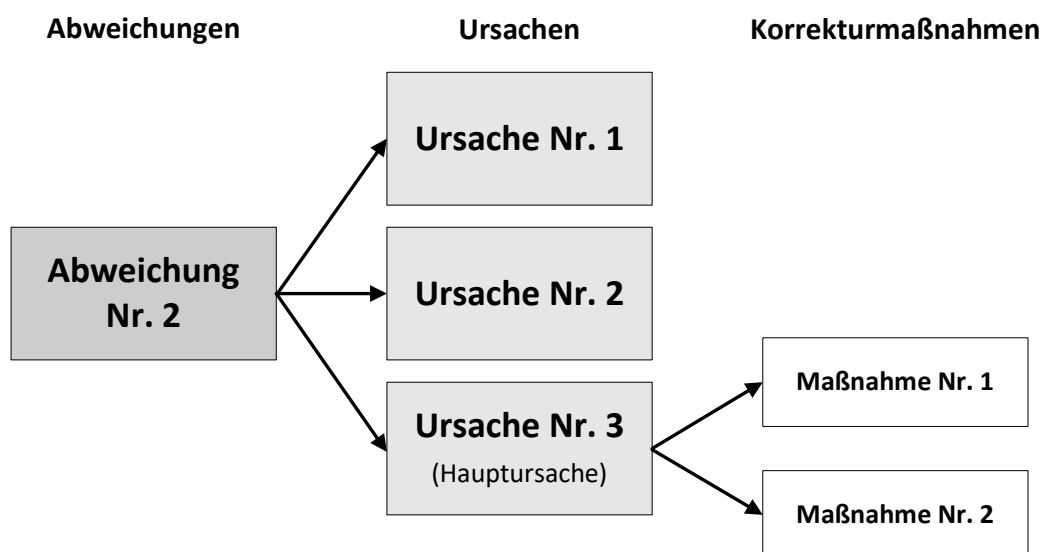 Abweichungen
Ursachen
Korrekturmaßnahmen
Ursache Nr. 1
Abweichung
Nr. 2
Ursache Nr. 2
Ursache Nr. 3
(Hauptursache)
Maßnahme Nr. 1
Maßnahme Nr. 2